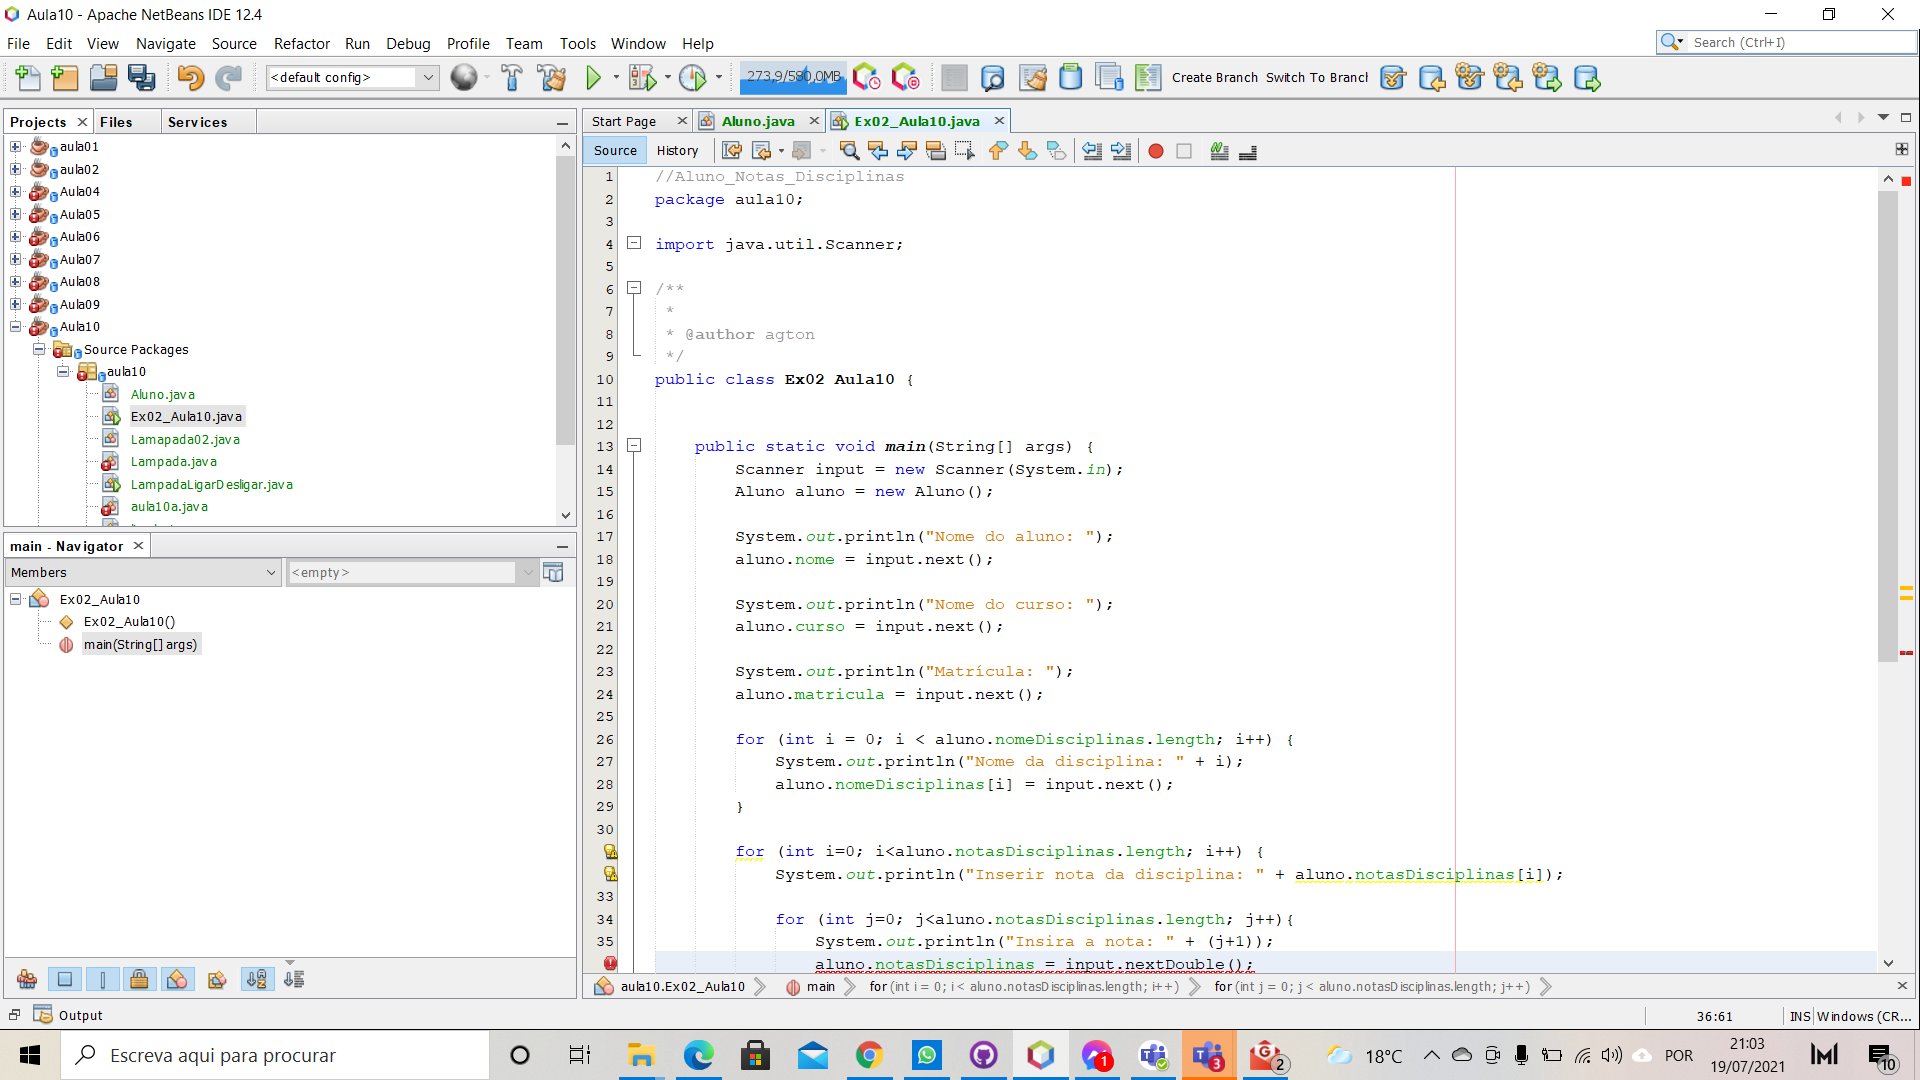 Aula10 - Apache NetBeans IDE 12.4
File Edit View Navigate Source Refactor Run Debug Profile Team Tools Window Help
Search (Ctrl+I)
<default config>
273,9/580,0MB
Create Branch Switch To Branch
Projects Files Services
aula01
aula02
Aula04
Aula05
Aula06
Aula07
Aula08
Aula09
Aula10
Source Packages
aula10
Aluno.java
Ex02_Aula10.java
Lamapada02.java
Lampada.java
LampadaLigarDesligar.java
aula10a.java
main - Navigator
Members
<empty>
Ex02_Aula10
Ex02_Aula10()
main(String[] args)
Start Page Aluno.java Ex02_Aula10.java
Source History
1 //Aluno_Notas_Disciplinas
2 package aula10;
3
4 import java.util.Scanner;
5
6 /**
7 *
8 * @author agton
9 */
10 public class Ex02_Aula10 {
11
12
13 public static void main(String[] args) {
14 Scanner input = new Scanner(System.in);
15 Aluno aluno = new Aluno();
16
17 System.out.println("Nome do aluno: ");
18 aluno.nome = input.next();
19
20 System.out.println("Nome do curso: ");
21 aluno.curso = input.next();
22
23 System.out.println("Matrícula: ");
24 aluno.matricula = input.next();
25
26 for (int i = 0; i < aluno.nomeDisciplinas.length; i++) {
27 System.out.println("Nome da disciplina: " + i);
28 aluno.nomeDisciplinas[i] = input.next();
29 }
30
for (int i=0; i<aluno.notasDisciplinas.length; i++) {
System.out.println("Inserir nota da disciplina: " + aluno.notasDisciplinas[i]);
33
34 for (int j=0; j<aluno.notasDisciplinas.length; j++){
35 System.out.println("Insira a nota: " + (j+1));
aluno.notasDisciplinas = input.nextDouble();
aula10.Ex02_Aula10 main for (int i = 0; i < aluno.notasDisciplinas.length; i++) for (int j = 0; j < aluno.notasDisciplinas.length; j++)
Output
36:61 INS Windows (CR...
Escreva aqui para procurar
1
3
2
18°C
POR
21:03
19/07/2021
10